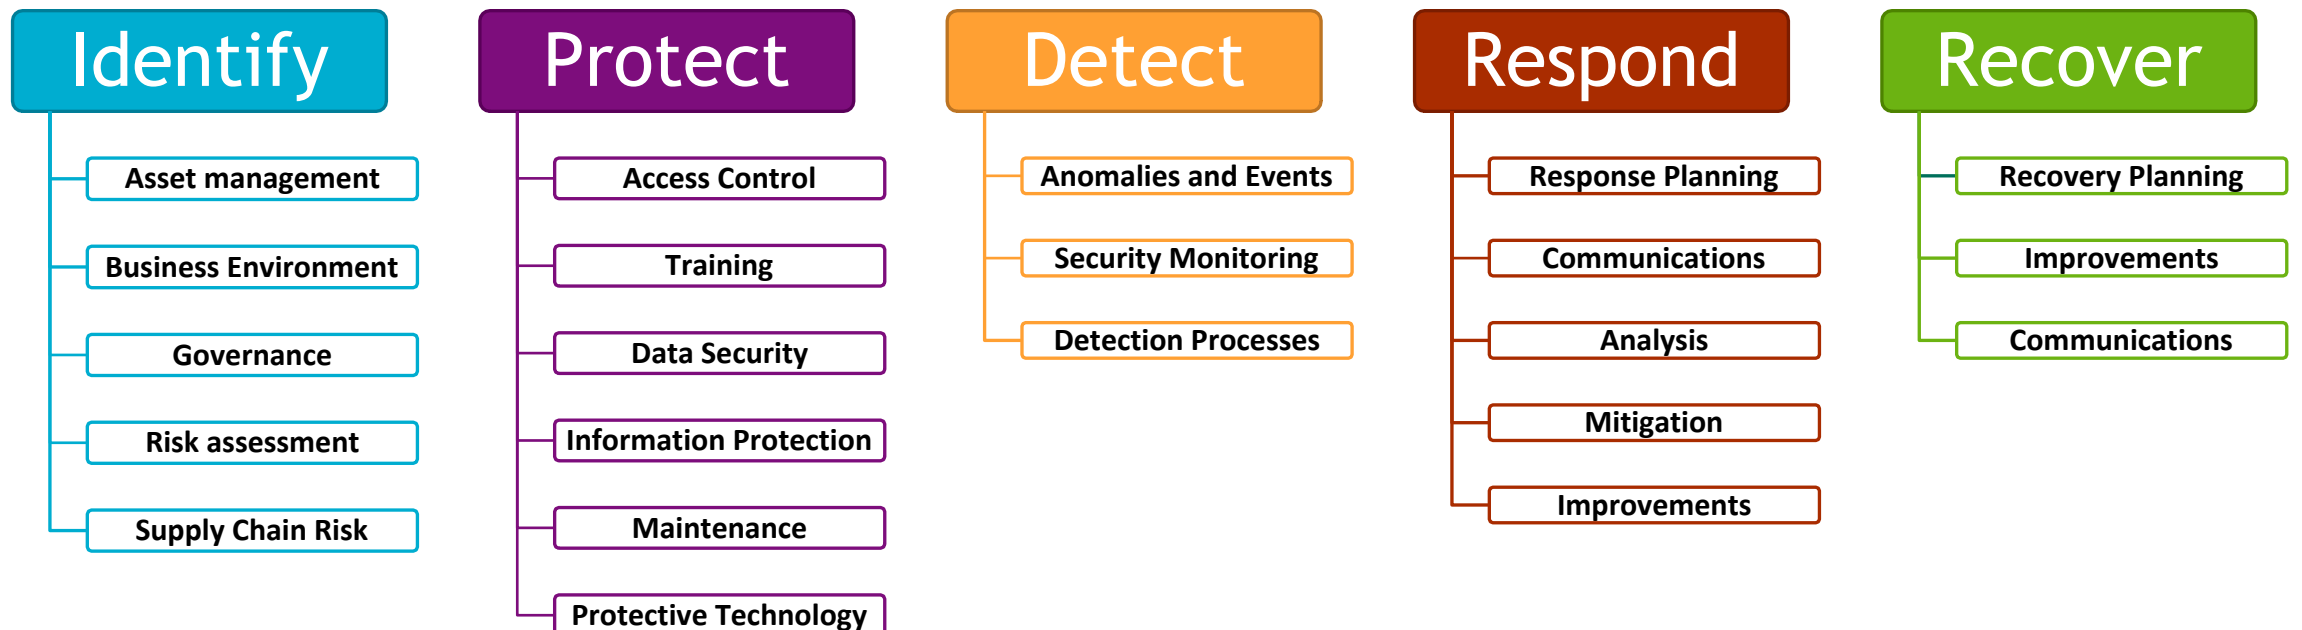 Identify
Asset management
Business Environment
Governance
Risk assessment
Supply Chain Risk
Protect
Access Control
Training
Data Security
Information Protection
Maintenance
Protective Technology
Detect
Anomalies and Events
Security Monitoring
Detection Processes
Respond
Response Planning
Communications
Analysis
Mitigation
Improvements
Recover
Recovery Planning
Improvements
Communications